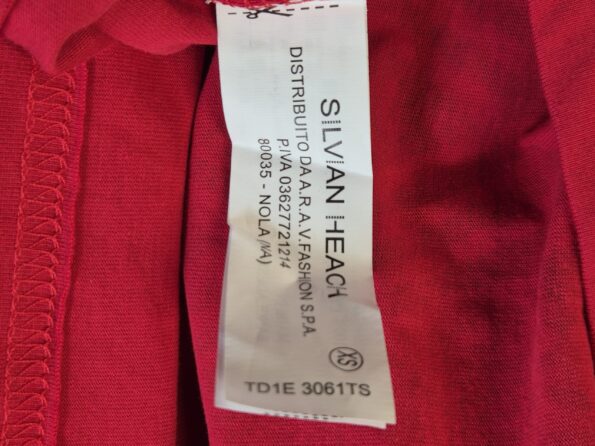 SILVIAN HEACH
DISTRIBUITO DA A.R.A.V.FASHION S.P.A.
P.IVA 03627721214
80035 - NOLA (NA)
XS
TD1E 3061TS